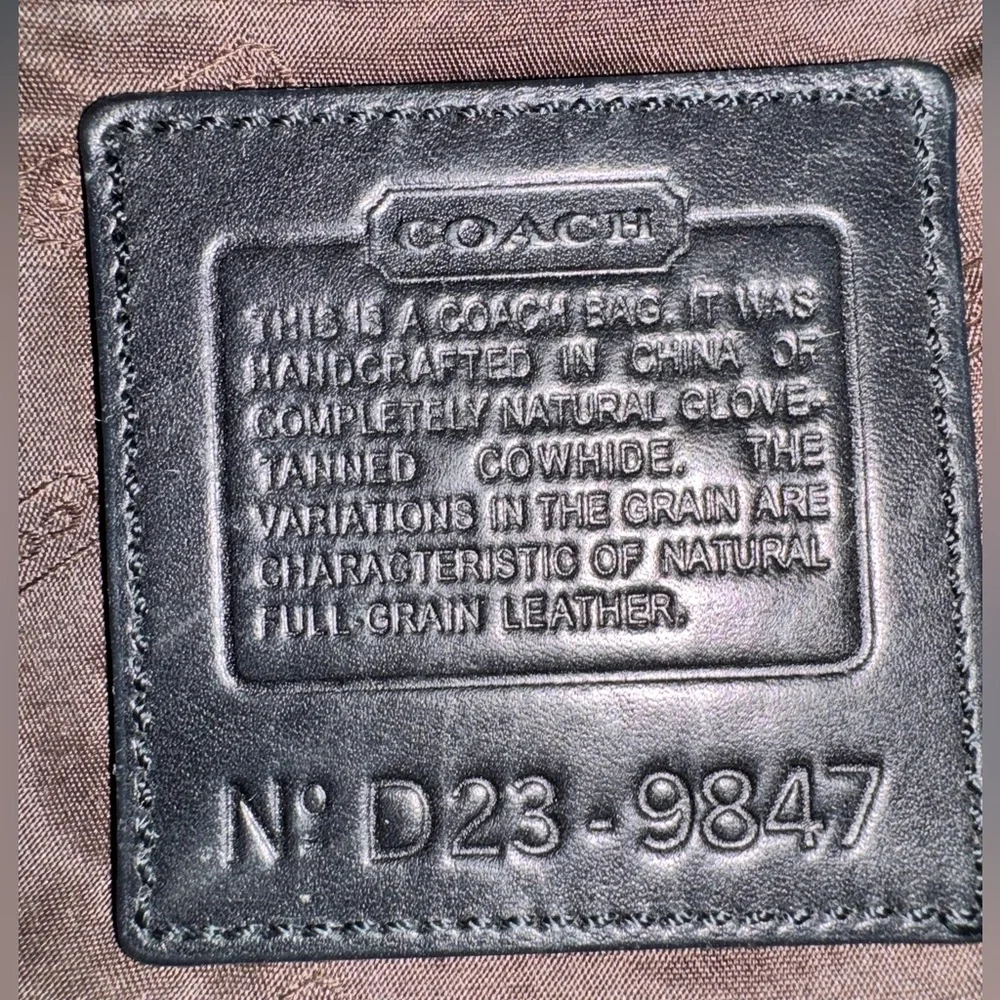 COACH
THIS IS A COACH BAG. IT WAS
HANDCRAFTED IN CHINA OF
COMPLETELY NATURAL GLOVE-
TANNED COWHIDE. THE
VARIATIONS IN THE GRAIN ARE
CHARACTERISTIC OF NATURAL
FULL-GRAIN LEATHER.
Nº D23-9847